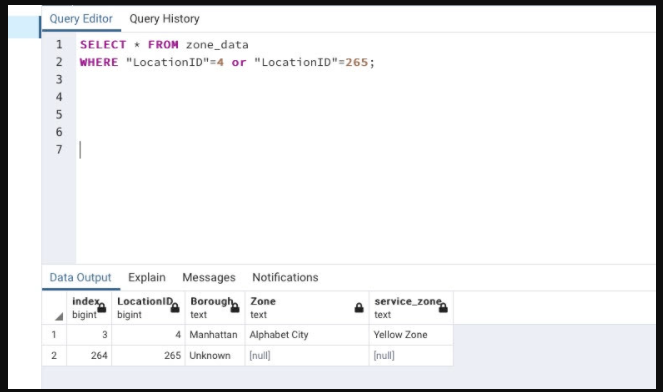 Query Editor Query History
1 SELECT * FROM zone_data
2 WHERE "LocationID"=4 or "LocationID"=265;
3
4
5
6
7
Data Output Explain Messages Notifications
index LocationID Borough Zone service_zone
bigint bigint text text text
1 3 4 Manhattan Alphabet City Yellow Zone
2 264 265 Unknown [null] [null]